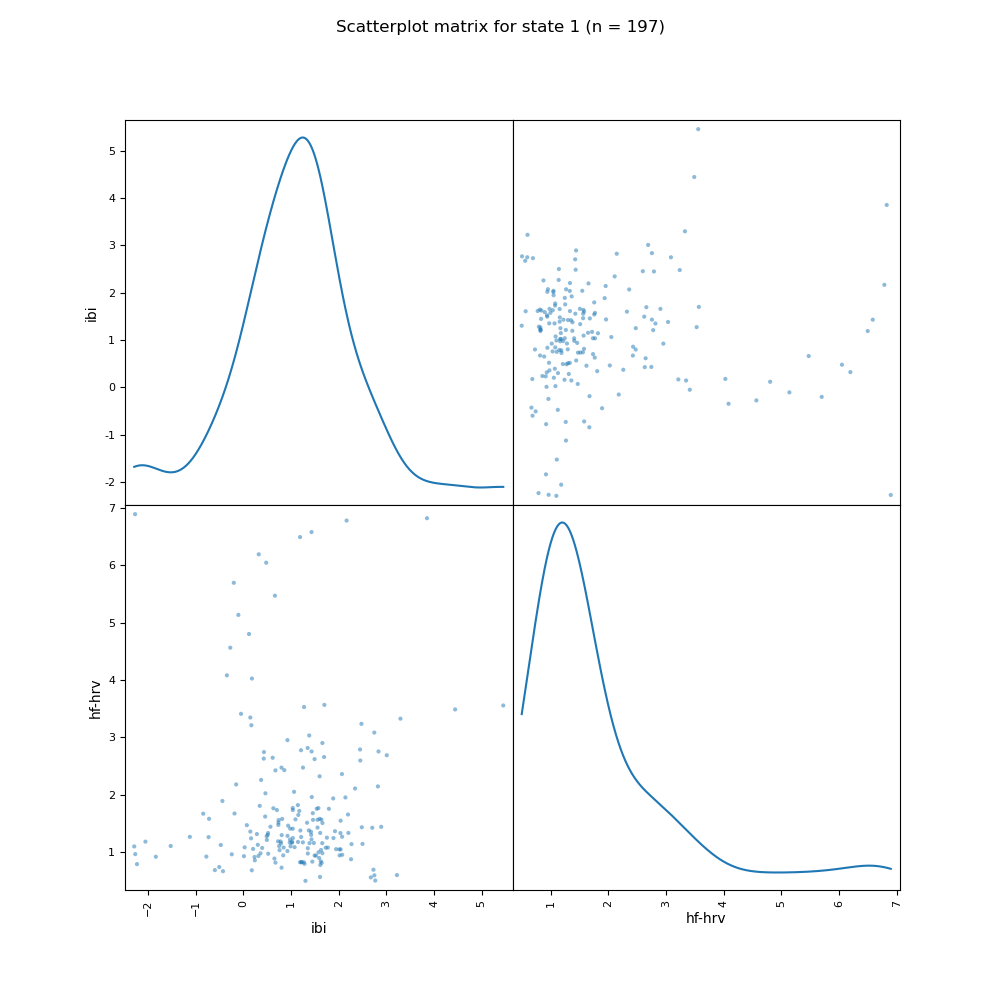 Scatterplot matrix for state 1 (n = 197)
5
4
3
2
1
0
-1
-2
ibi
7
6
5
4
3
2
1
hf-hrv
−2 −1 0 1 2 3 4 5
ibi
1 2 3 4 5 6 7
hf-hrv